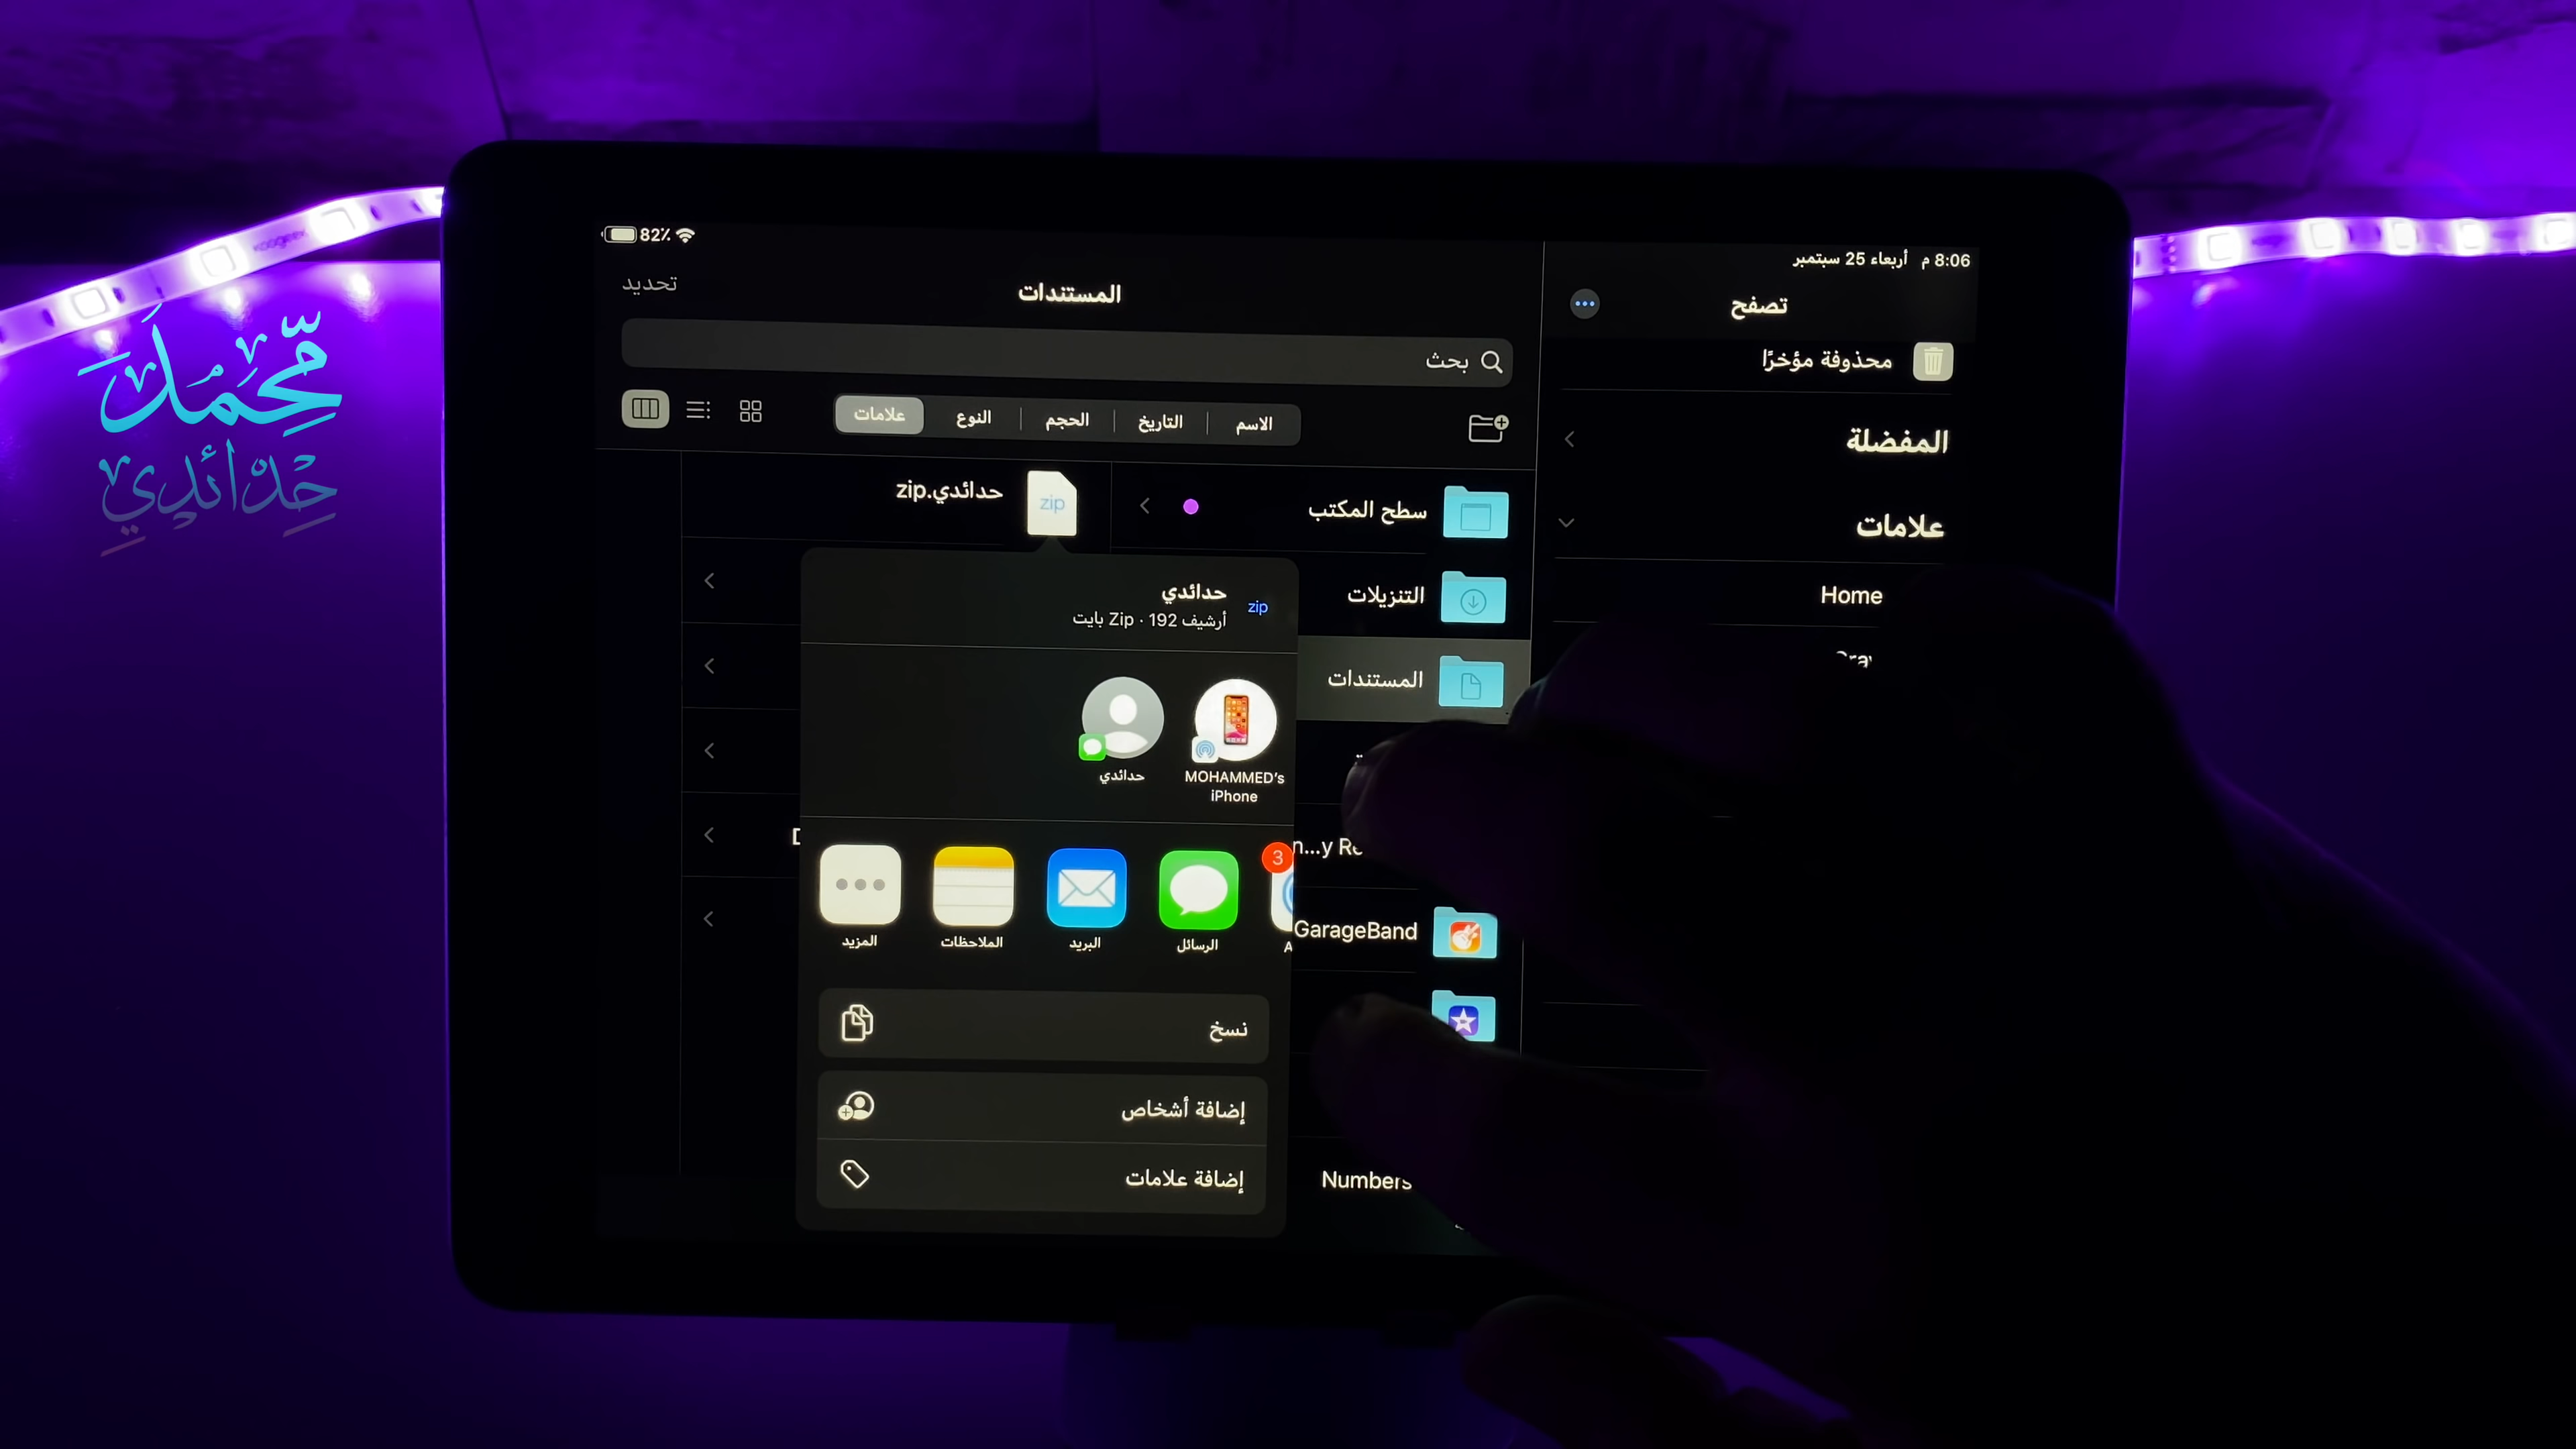 82٪
8:06 م أربعاء 25 سبتمبر
تصفح
محذوفة مؤخرًا
المفضلة
علامات
Home
المستندات
تحديد
بحث
الاسم
التاريخ
الحجم
النوع
علامات
سطح المكتب
التنزيلات
المستندات
GarageBand
Numbers
حدائدي.zip
zip
zip
حدائدي
أرشيف Zip · 192 بايت
MOHAMMED's
iPhone
حدائدي
3
الرسائل
البريد
الملاحظات
المزيد
نسخ
إضافة أشخاص
إضافة علامات
محمد
حدائدي